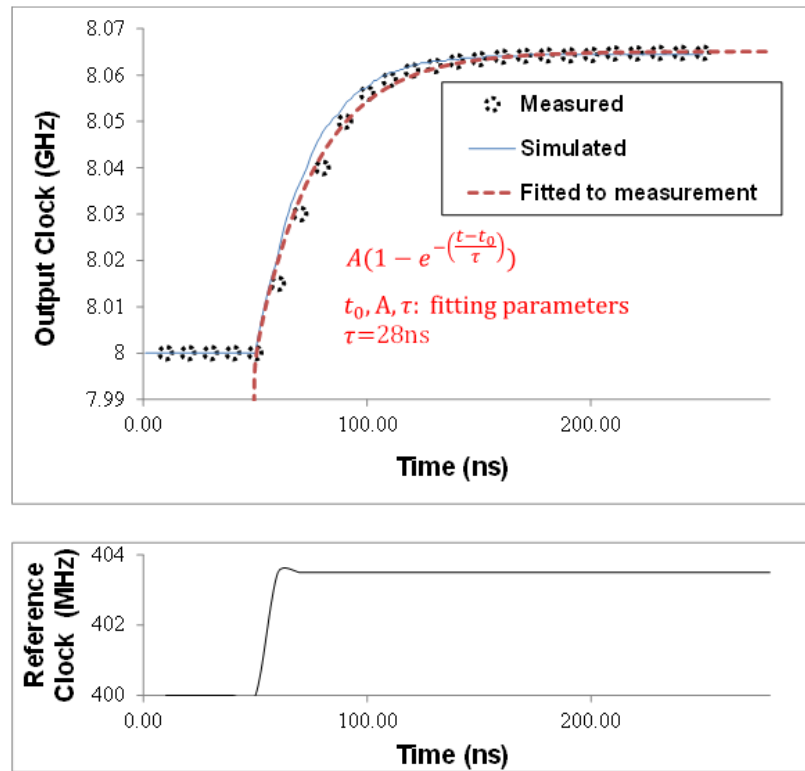 8.07
8.06
8.05
8.04
8.03
8.02
8.01
8
7.99
Output Clock (GHz)
Measured
Simulated
Fitted to measurement
A(1 − e^{−((t−t₀)/τ)})
t₀, A, τ: fitting parameters
τ=28ns
0.00 100.00 200.00
Time (ns)
404
402
400
Reference
Clock (MHz)
0.00 100.00 200.00
Time (ns)